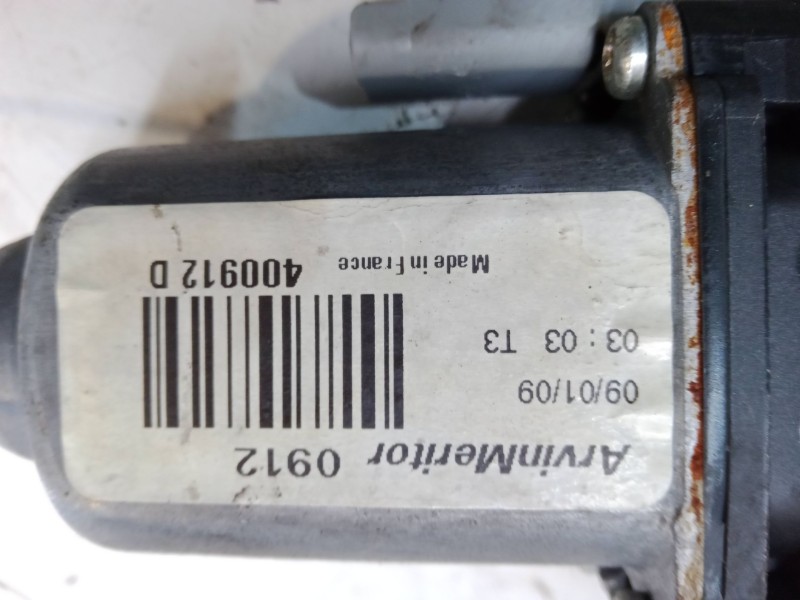 ArvinMeritor 0912
09/01/09
03:03 T3
400912 D
Made in France